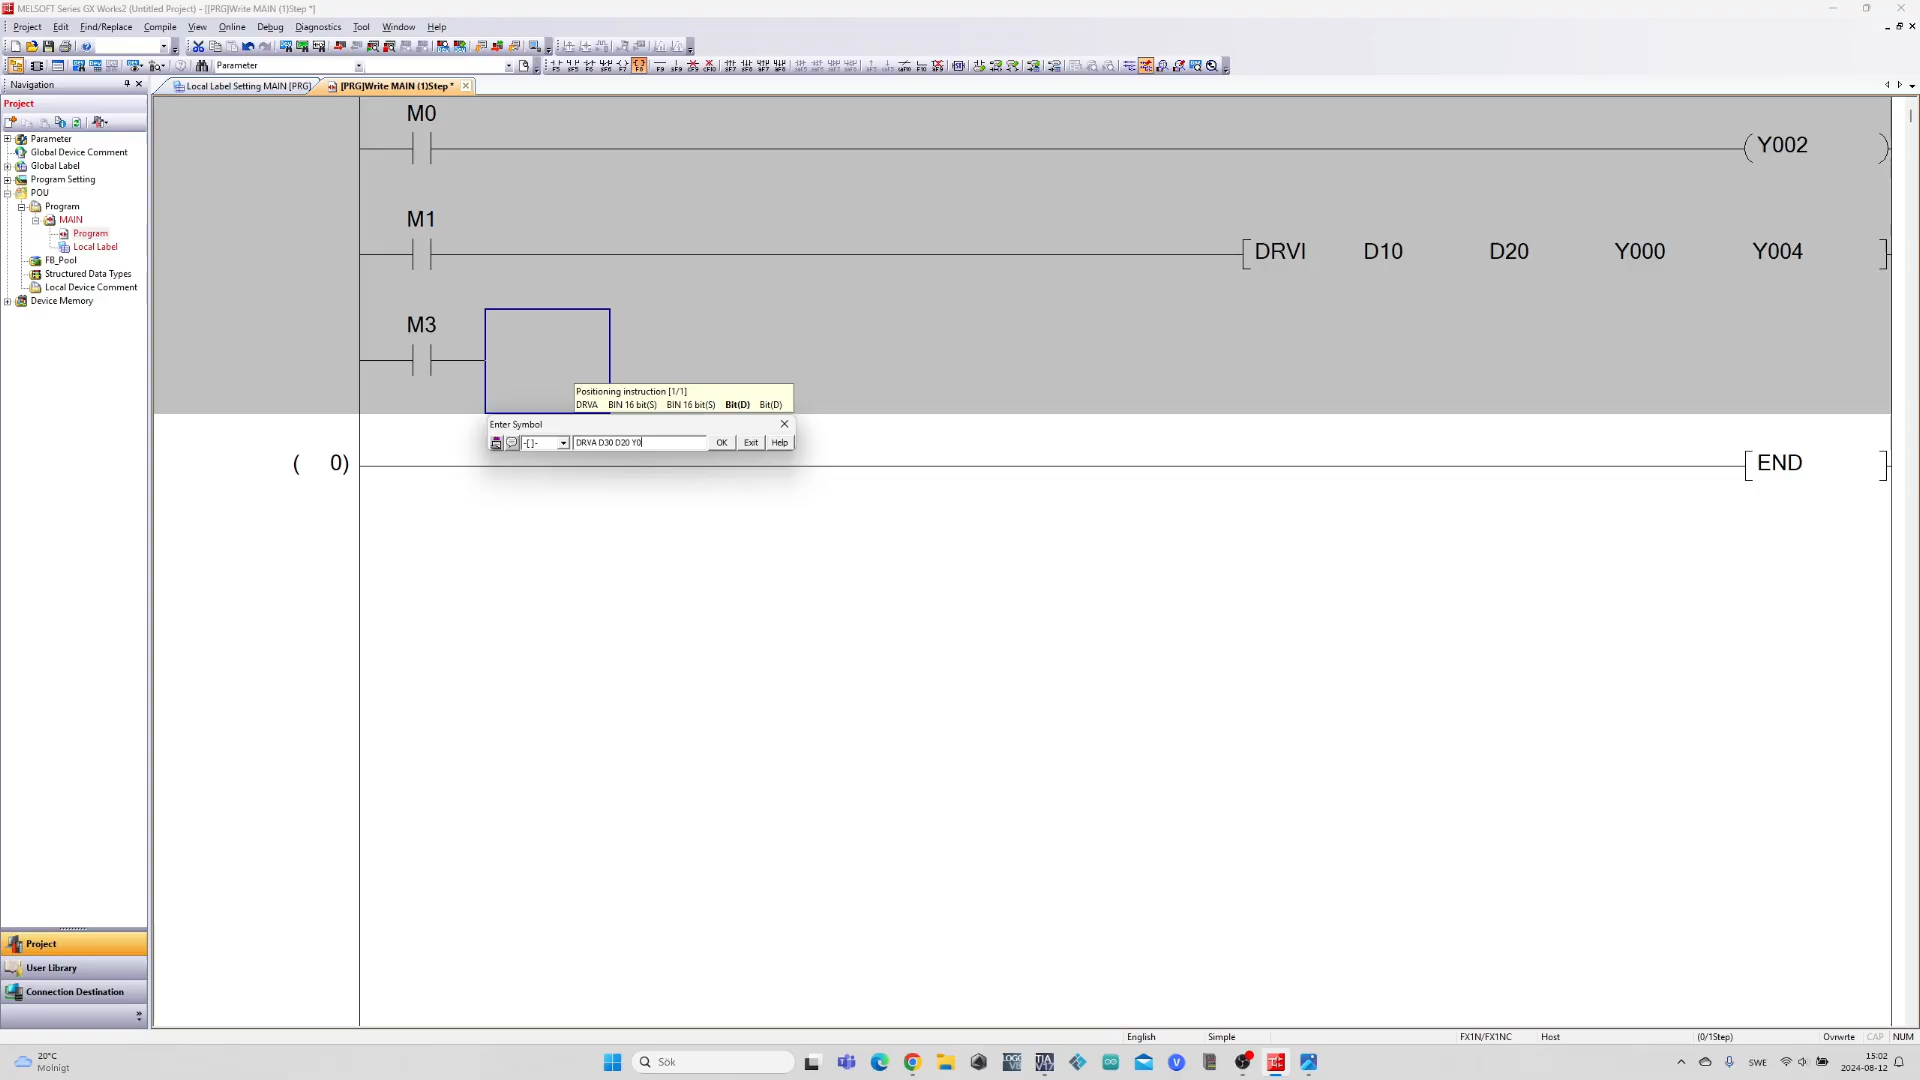 MELSOFT Series GX Works2 (Untitled Project) - [[PRG]Write MAIN (1)Step *]
Project Edit Find/Replace Compile View Online Debug Diagnostics Tool Window Help
Parameter
Navigation
Local Label Setting MAIN [PRG]
[PRG]Write MAIN (1)Step *
Project
Parameter
Global Device Comment
Global Label
Program Setting
POU
Program
MAIN
Program
Local Label
FB_Pool
Structured Data Types
Local Device Comment
Device Memory
M0
Y002
M1
DRVI D10 D20 Y000 Y004
M3
Positioning instruction [1/1]
DRVA BIN 16 bit(S) BIN 16 bit(S) Bit(D) Bit(D)
Enter Symbol
-[ ]- DRVA D30 D20 Y0 OK Exit Help
( 0) END
Project
User Library
Connection Destination
English Simple FX1N/FX1NC Host (0/1Step) Ovrwrte CAP NUM
20°C
Molnigt
Sök
SWE
15:02
2024-08-12